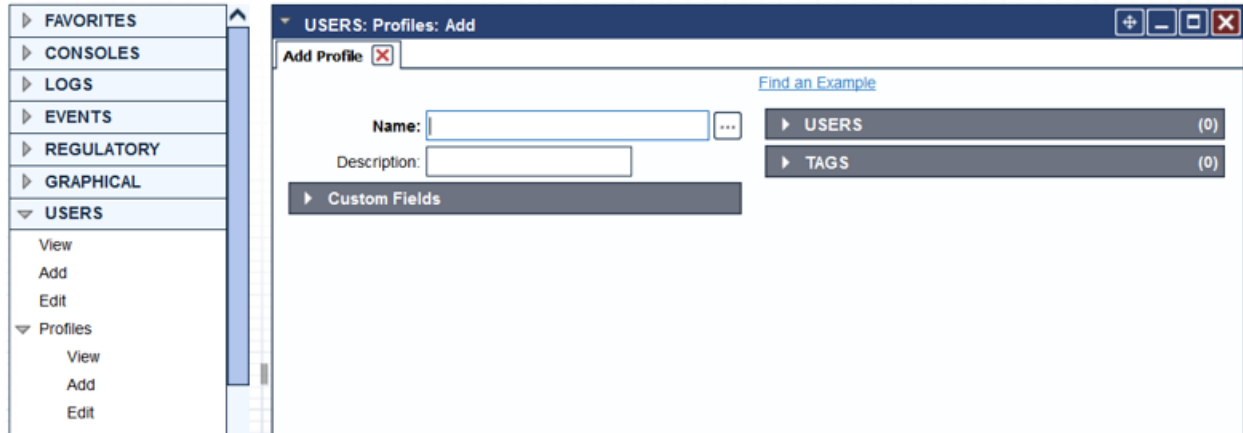 FAVORITES
CONSOLES
LOGS
EVENTS
REGULATORY
GRAPHICAL
USERS
View
Add
Edit
Profiles
View
Add
Edit
USERS: Profiles: Add
Add Profile
Find an Example
Name:
...
Description:
Custom Fields
USERS (0)
TAGS (0)